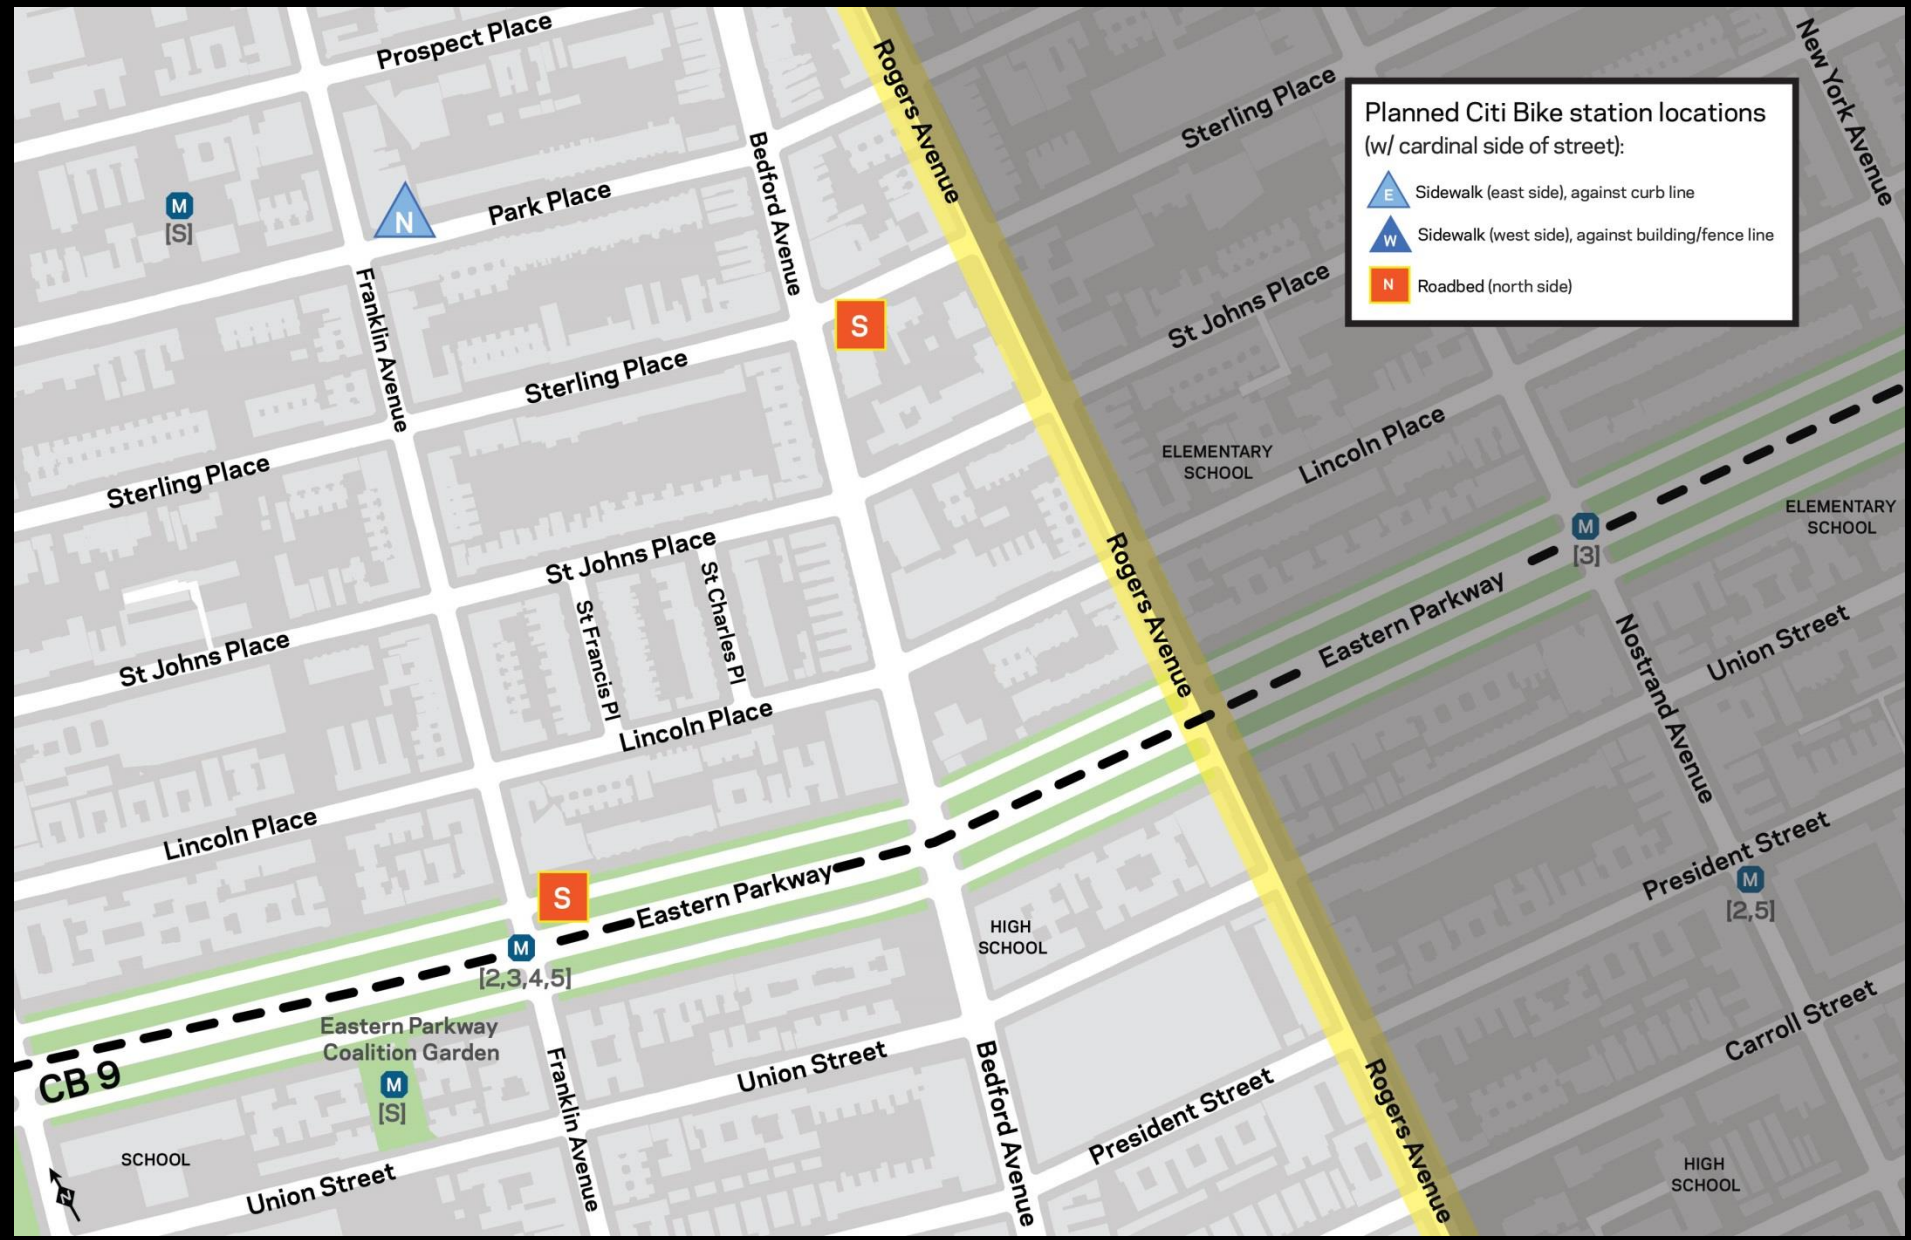 Prospect Place
Rogers Avenue
New York Avenue
Sterling Place
Planned Citi Bike station locations
(w/ cardinal side of street):
E Sidewalk (east side), against curb line
W Sidewalk (west side), against building/fence line
N Roadbed (north side)
Bedford Avenue
M
[S]
N
Park Place
Franklin Avenue
St Johns Place
S
Sterling Place
Sterling Place
ELEMENTARY
SCHOOL
Lincoln Place
ELEMENTARY
SCHOOL
M
[3]
St Johns Place
St Francis Pl
St Charles Pl
Rogers Avenue
Eastern Parkway
St Johns Place
Nostrand Avenue
Union Street
Lincoln Place
Lincoln Place
President Street
M
[2,5]
S
Eastern Parkway
M
[2,3,4,5]
HIGH
SCHOOL
Eastern Parkway
Coalition Garden
CB 9
M
[S]
Franklin Avenue
Union Street
Bedford Avenue
Carroll Street
President Street
Rogers Avenue
SCHOOL
Union Street
HIGH
SCHOOL
N